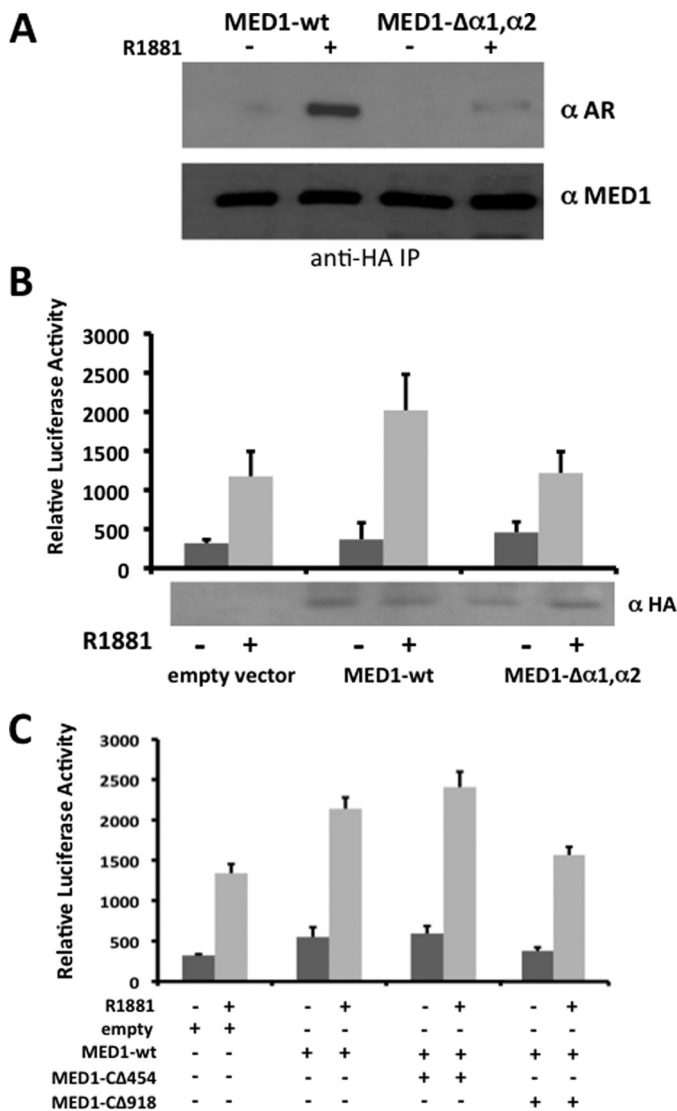 A
MED1-wt MED1-Δα1,α2
R1881 - + - +
α AR
α MED1
anti-HA IP
B
Relative Luciferase Activity
3000
2500
2000
1500
1000
500
0
α HA
R1881 - + - + - +
empty vector MED1-wt MED1-Δα1,α2
C
Relative Luciferase Activity
3000
2500
2000
1500
1000
500
0
R1881 - + - + - + - +
empty + + - - - - - -
MED1-wt - - + + + + + +
MED1-CΔ454 - - - - + + - -
MED1-CΔ918 - - - - - - + +